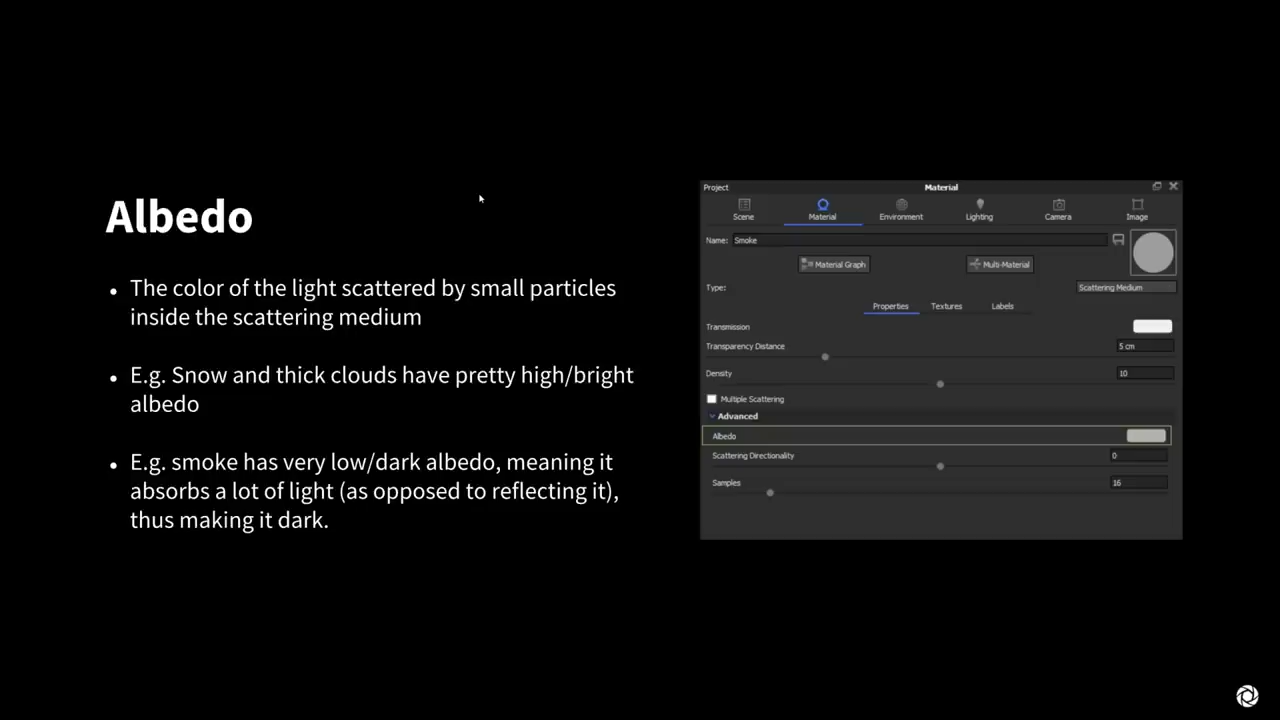 Albedo
• The color of the light scattered by small particles
inside the scattering medium
• E.g. Snow and thick clouds have pretty high/bright
albedo
• E.g. smoke has very low/dark albedo, meaning it
absorbs a lot of light (as opposed to reflecting it),
thus making it dark.
Project Material
Scene Material Environment Lighting Camera Image
Name: Smoke
Material Graph Multi-Material
Type: Scattering Medium
Properties Textures Labels
Transmission
Transparency Distance 5 cm
Density 10
Multiple Scattering
Advanced
Albedo
Scattering Directionality 0
Samples 16